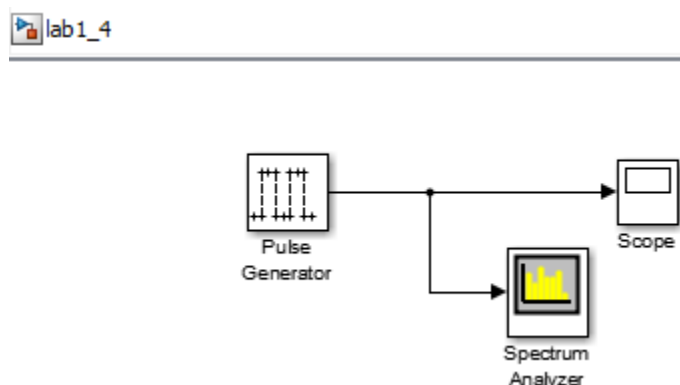 lab1_4
Pulse
Generator
Scope
Spectrum
Analyzer